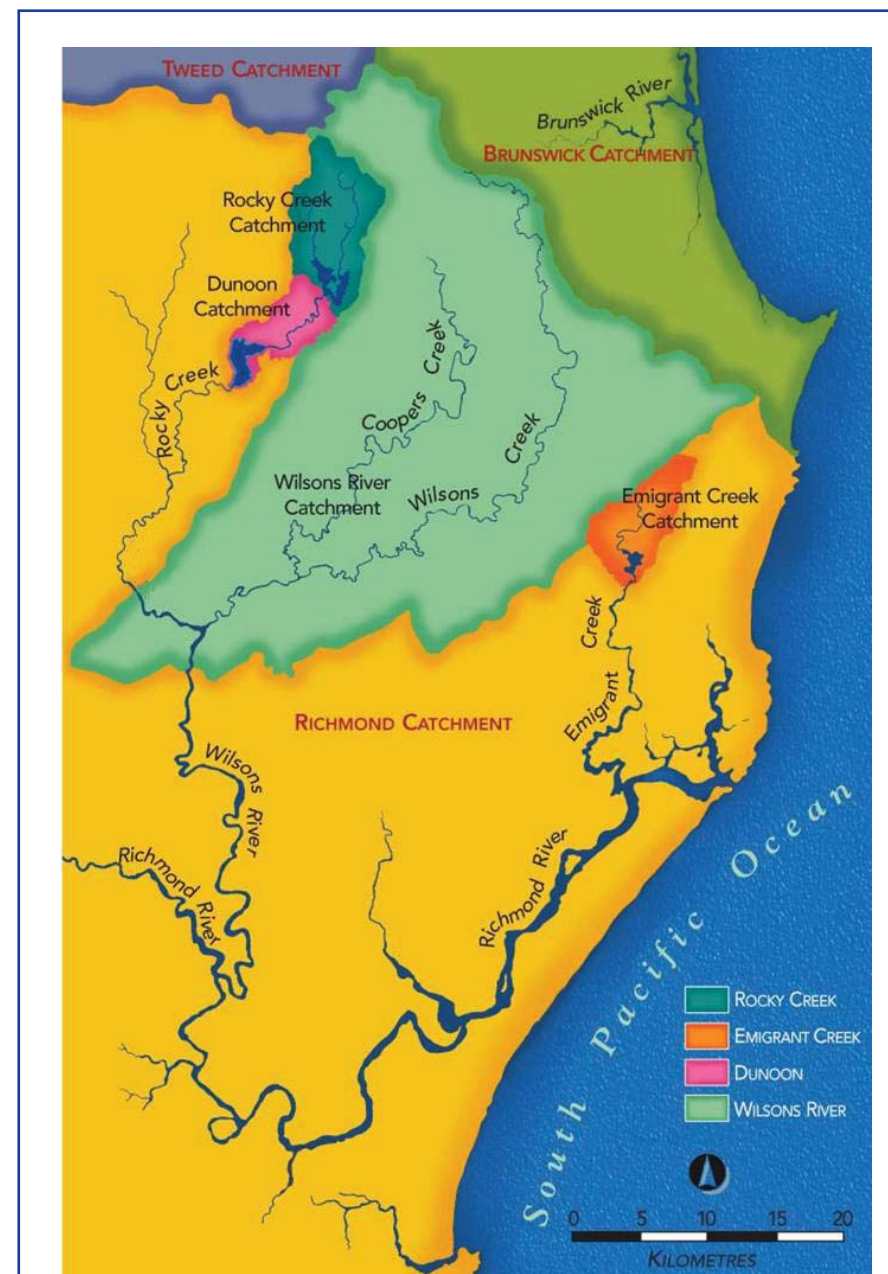 TWEED CATCHMENT
Brunswick River
BRUNSWICK CATCHMENT
Rocky Creek
Catchment
Dunoon
Catchment
Rocky Creek
Coopers Creek
Wilsons River
Catchment
Wilsons Creek
Emigrant Creek
Catchment
Emigrant Creek
RICHMOND CATCHMENT
Wilsons River
Richmond River
Richmond River
South Pacific Ocean
ROCKY CREEK
EMIGRANT CREEK
DUNOON
WILSONS RIVER
0 5 10 15 20
KILOMETRES